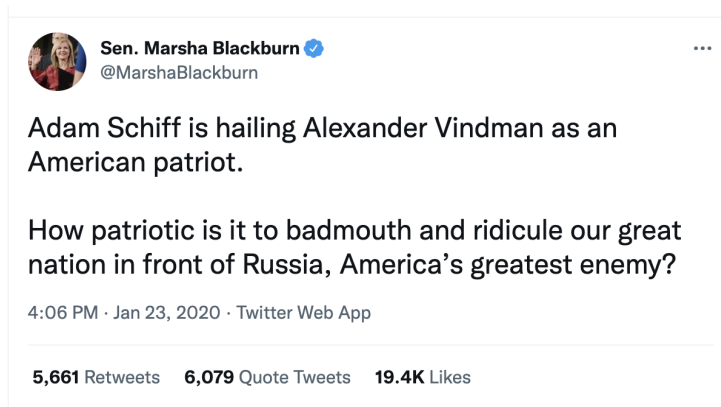 Sen. Marsha Blackburn
@MarshaBlackburn
Adam Schiff is hailing Alexander Vindman as an
American patriot.
How patriotic is it to badmouth and ridicule our great
nation in front of Russia, America’s greatest enemy?
4:06 PM · Jan 23, 2020 · Twitter Web App
5,661 Retweets 6,079 Quote Tweets 19.4K Likes